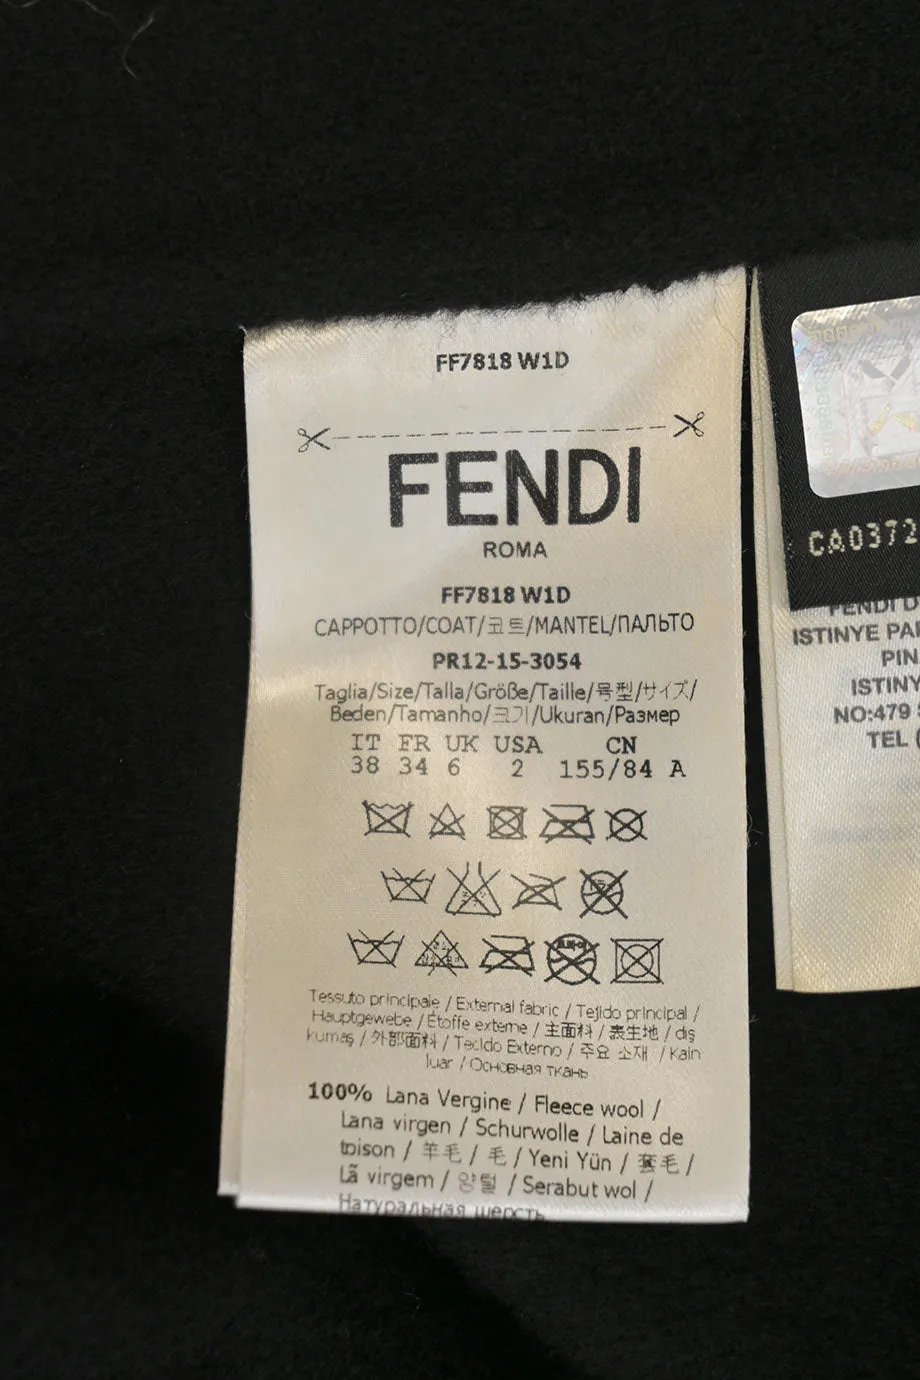 FF7818 W1D
FENDI
ROMA
FF7818 W1D
CAPPOTTO/COAT/코트/MANTEL/ПАЛЬТО
PR12-15-3054
Taglia/Size/Talla/Größe/Taille/号型/サイズ/
Beden/Tamanho/크기/Ukuran/Размер
IT FR UK USA CN
38 34 6 2 155/84 A
Tessuto principale / External fabric / Tejido principal /
Hauptgewebe / Étoffe externe / 主面料 / 表生地 / dış
kumaş / 外部面料 / Tecido Externo / 주요 소재 / Kain
luar / Основная ткань
100% Lana Vergine / Fleece wool /
Lana virgen / Schurwolle / Laine de
toison / 羊毛 / 毛 / Yeni Yün / 套毛 /
Lã virgem / 양털 / Serabut wol /
Натуральная шерсть
CA0372
FENDI D
ISTINYE PA
PIN
ISTINY
NO:479
TEL (